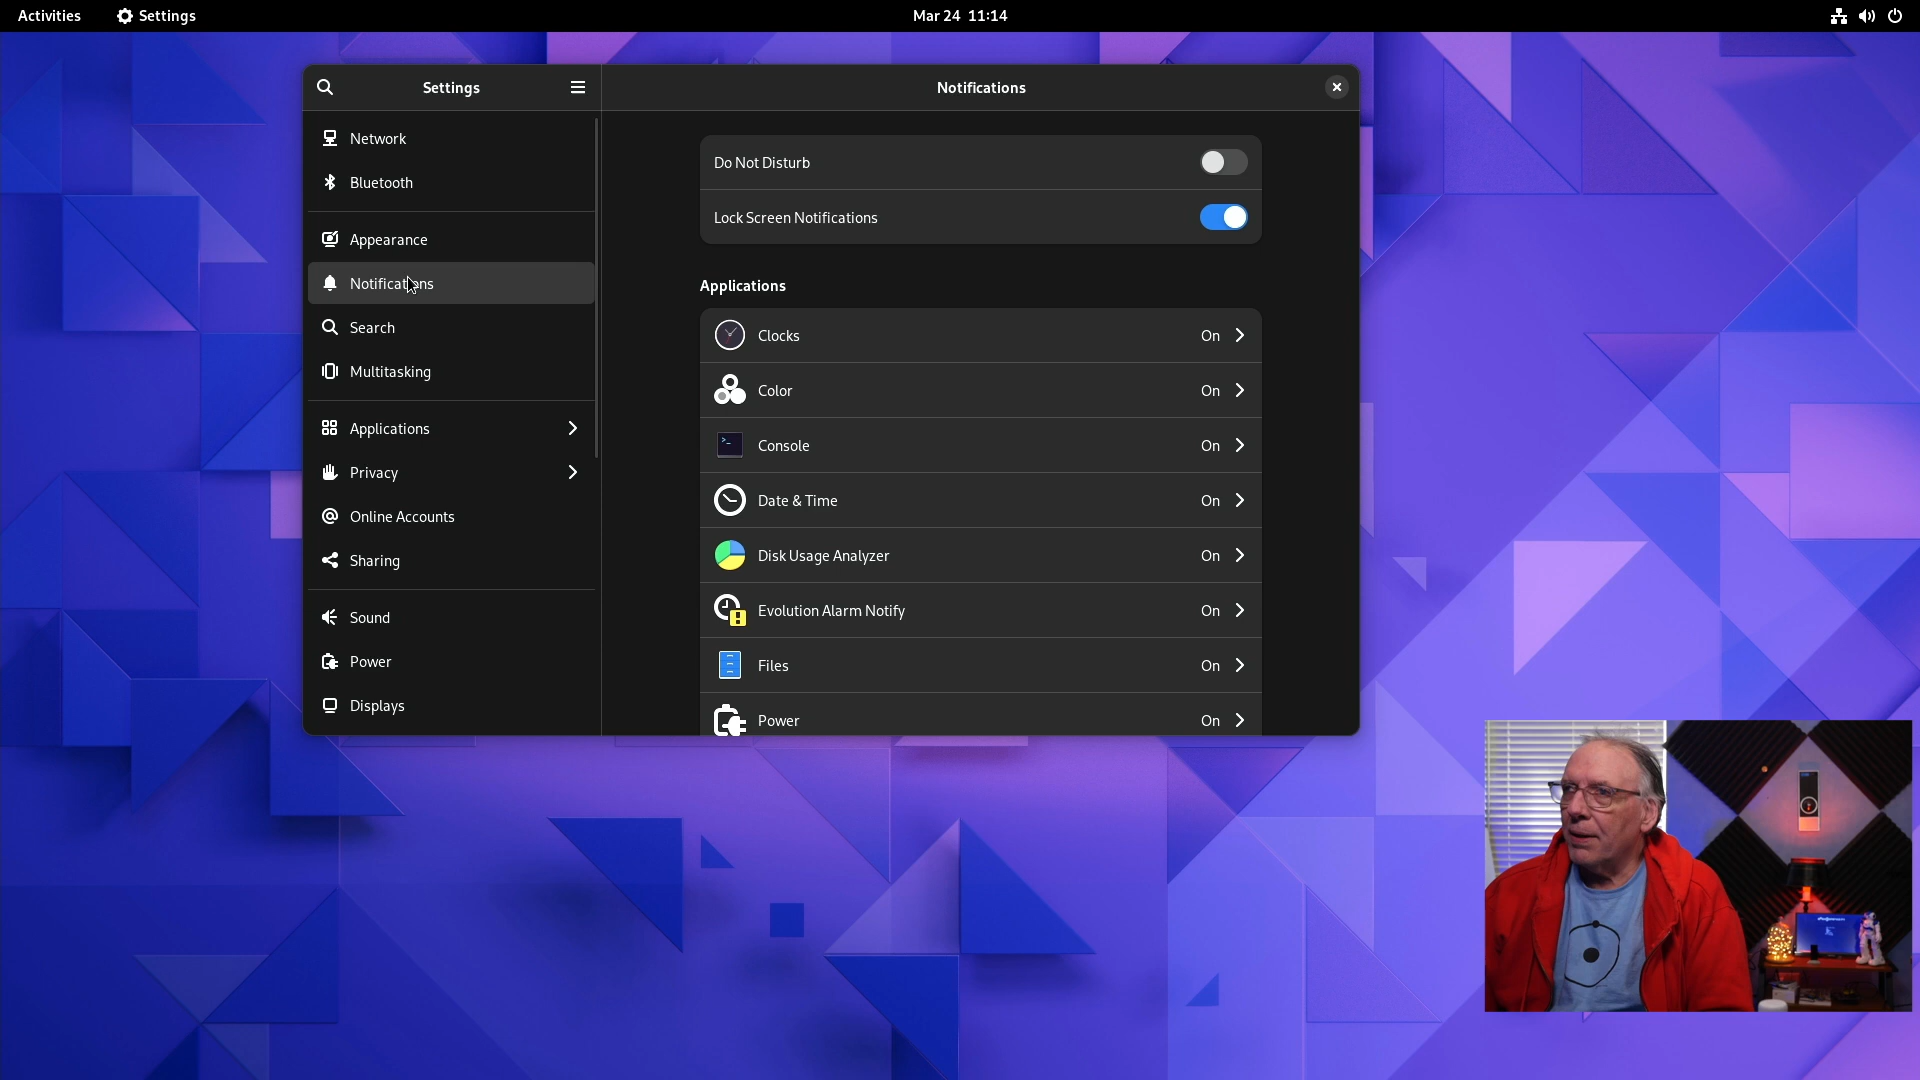 Activities
Settings
Mar 24 11:14
Settings
Notifications
Network
Bluetooth
Appearance
Notifications
Search
Multitasking
Applications
Privacy
Online Accounts
Sharing
Sound
Power
Displays
Do Not Disturb
Lock Screen Notifications
Applications
Clocks On
Color On
Console On
Date & Time On
Disk Usage Analyzer On
Evolution Alarm Notify On
Files On
Power On